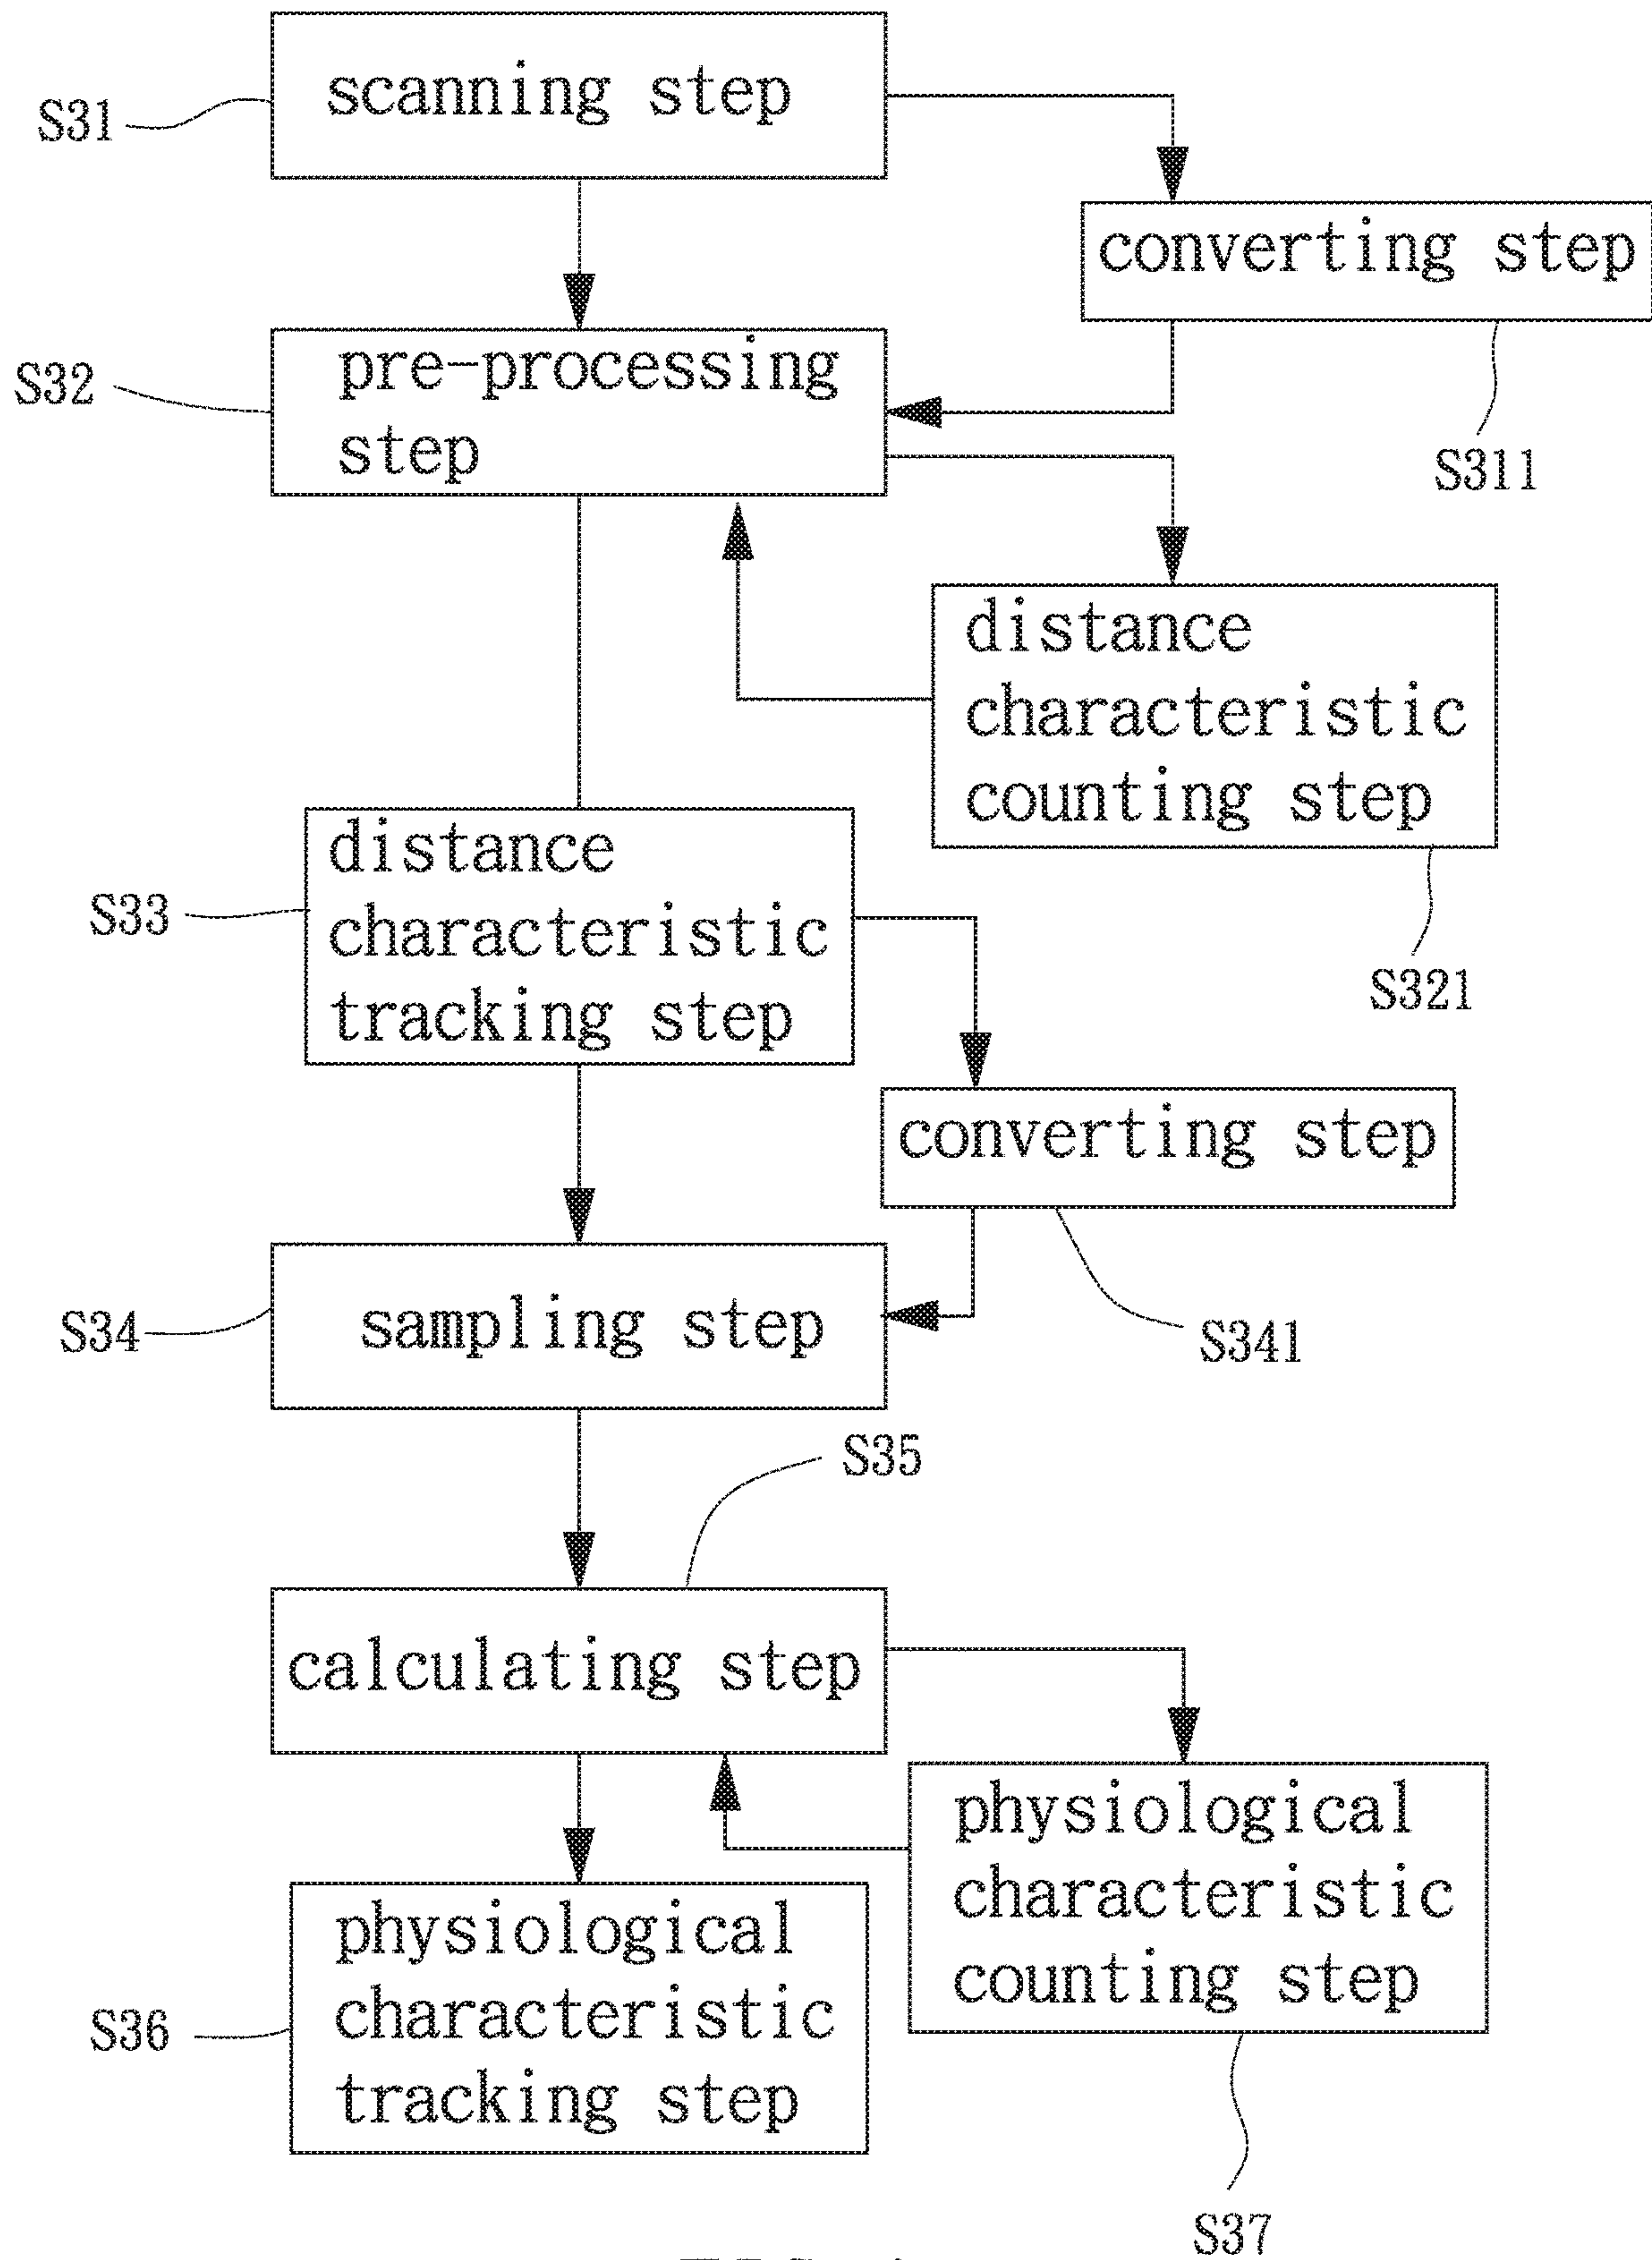 scanning step
S31
converting step
pre-processing
step
S32
S311
distance
characteristic
counting step
distance
characteristic
tracking step
S33
S321
converting step
sampling step
S34
S341
S35
calculating step
physiological
characteristic
counting step
physiological
characteristic
tracking step
S36
S37